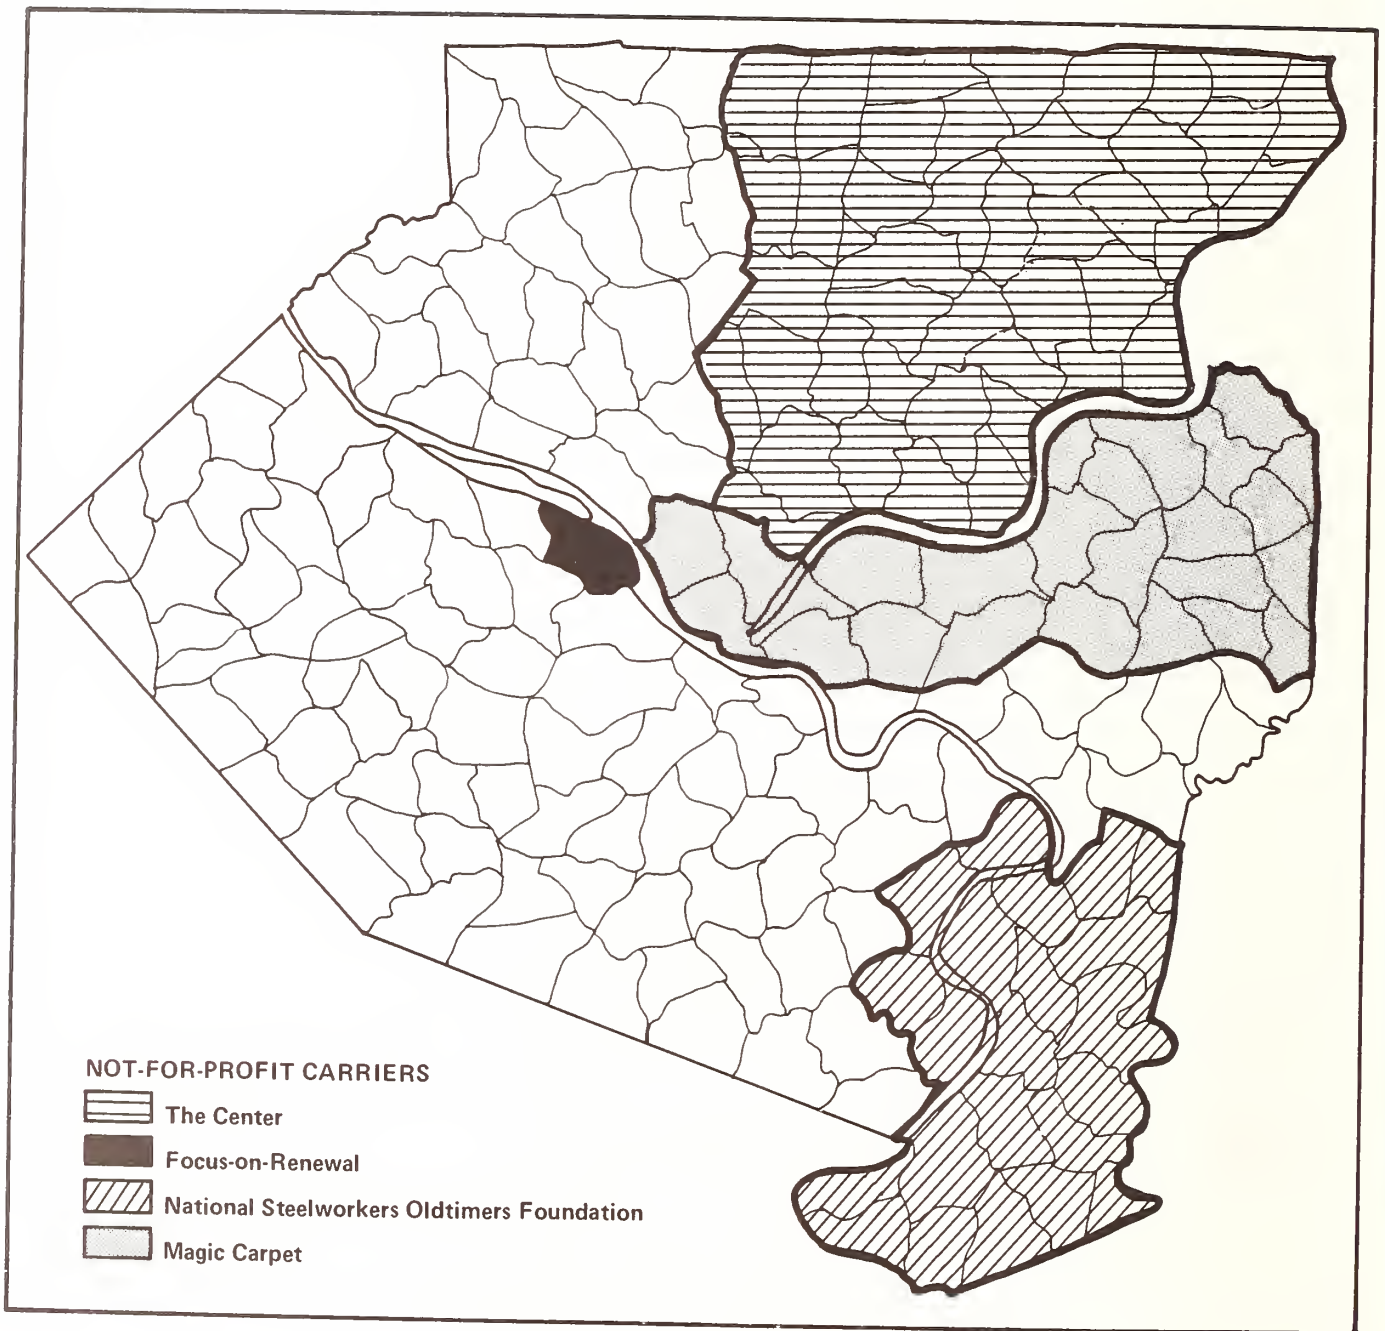 NOT-FOR-PROFIT CARRIERS
The Center
Focus-on-Renewal
National Steelworkers Oldtimers Foundation
Magic Carpet